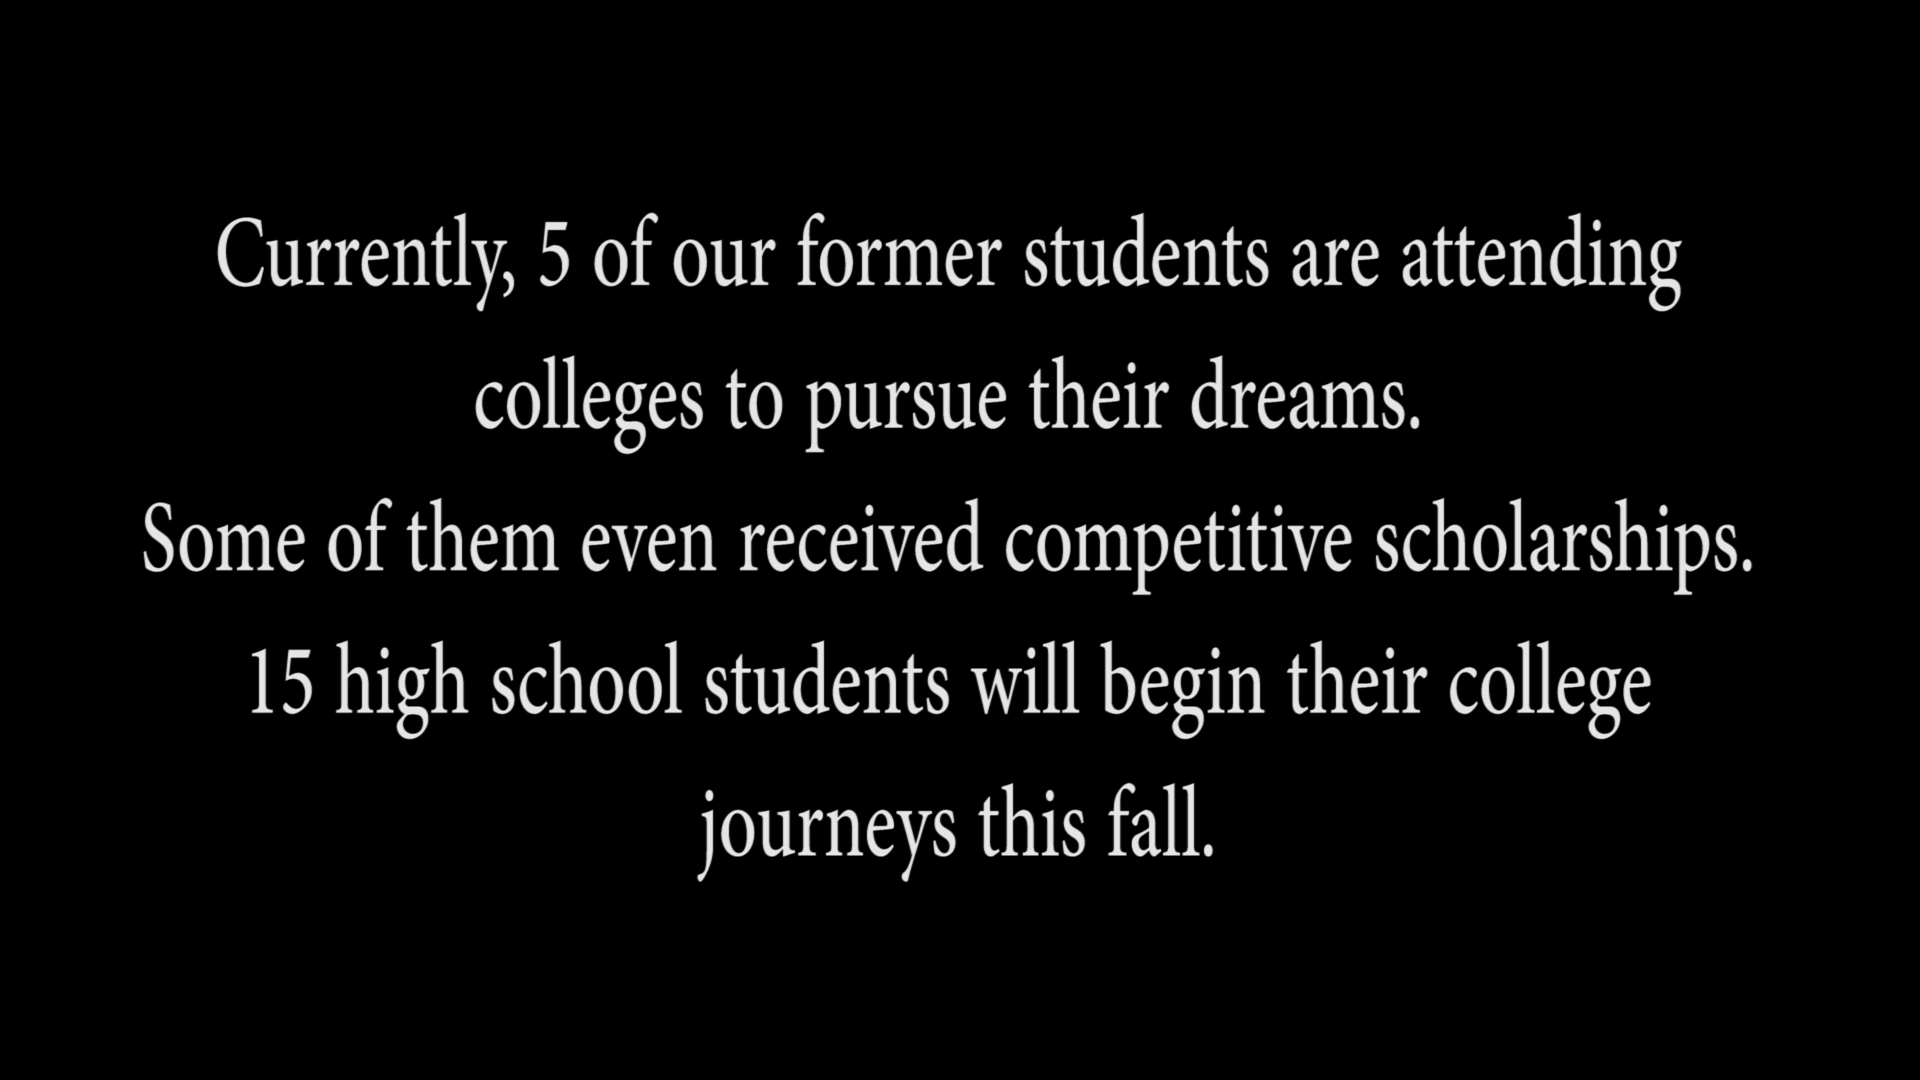 Currently, 5 of our former students are attending
colleges to pursue their dreams.
Some of them even received competitive scholarships.
15 high school students will begin their college
journeys this fall.